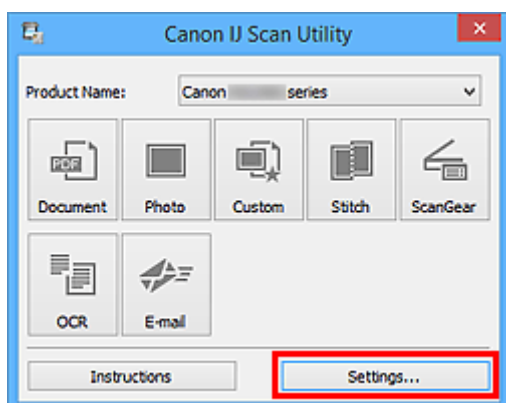 Canon IJ Scan Utility
Product Name: Canon series
PDF
Document Photo Custom Stitch ScanGear
OCR E-mail
Instructions Settings...